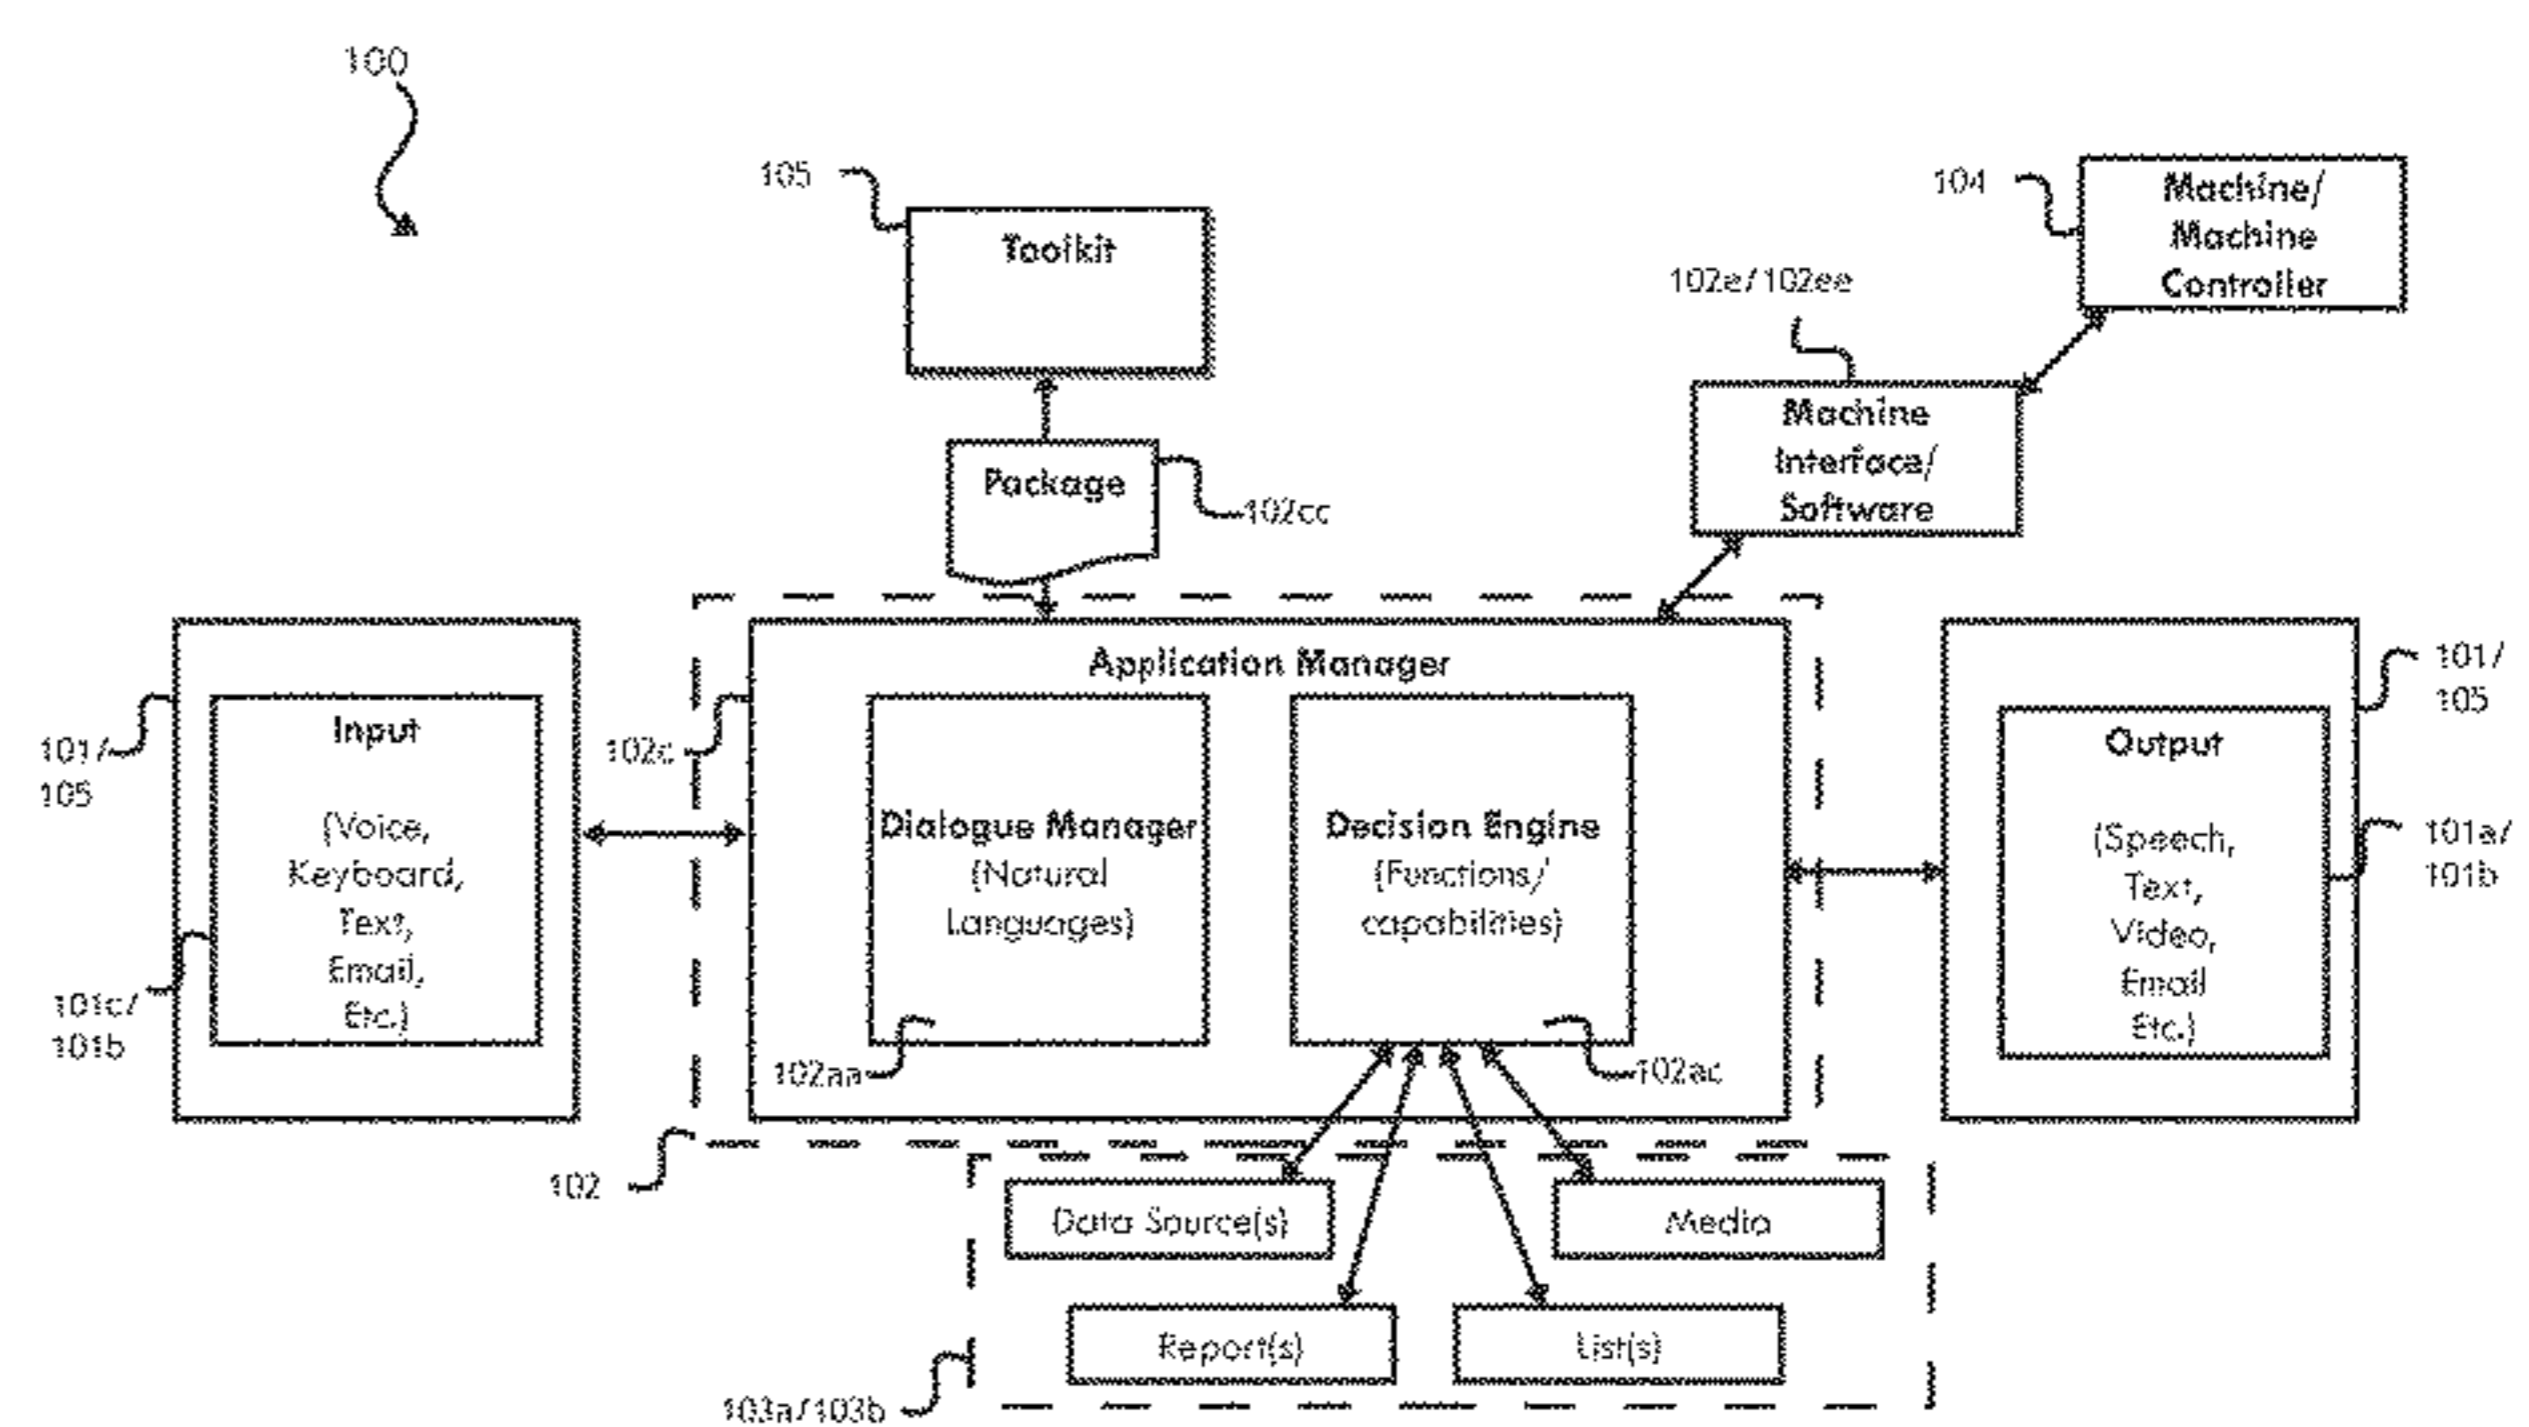 100
105
Toolkit
104
Machine/
Machine
Controller
102e/102ee
Machine
Interface/
Software
Package
102cc
Application Manager
101/
105
Input
(Voice,
Keyboard,
Text,
Email,
Etc.)
101c/
101b
102c
Dialogue Manager
(Natural
Languages)
102aa
Decision Engine
(Functions/
capabilities)
102ac
101/
105
Output
(Speech,
Text,
Video,
Email
Etc.)
101a/
101b
102
Data Source(s)
Media
Report(s)
List(s)
103a/103b